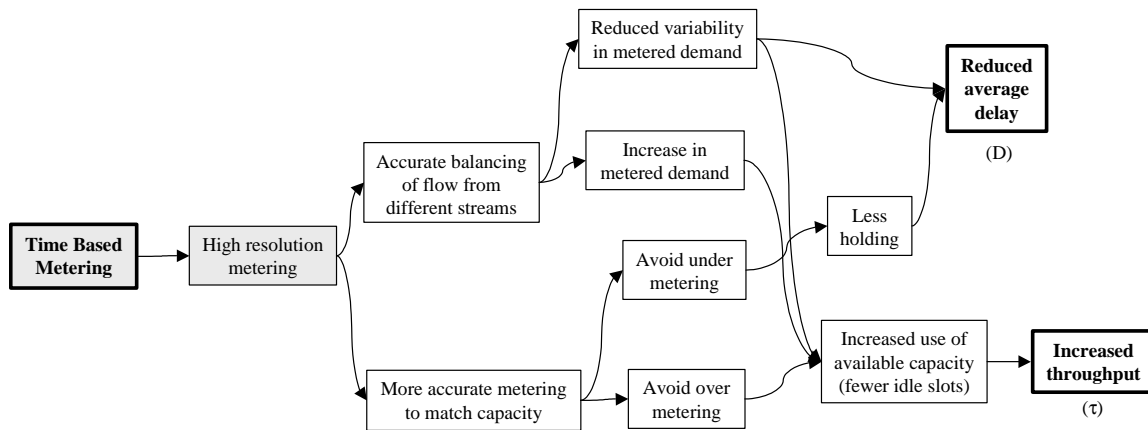 Time Based
Metering
High resolution
metering
Accurate balancing
of flow from
different streams
More accurate metering
to match capacity
Reduced variability
in metered demand
Increase in
metered demand
Avoid under
metering
Avoid over
metering
Less
holding
Increased use of
available capacity
(fewer idle slots)
Reduced
average
delay
(D)
Increased
throughput
(τ)